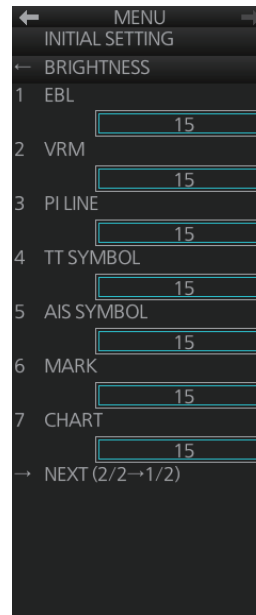 ← MENU →
INITIAL SETTING
← BRIGHTNESS
1 EBL
15
2 VRM
15
3 PI LINE
15
4 TT SYMBOL
15
5 AIS SYMBOL
15
6 MARK
15
7 CHART
15
→ NEXT (2/2→1/2)